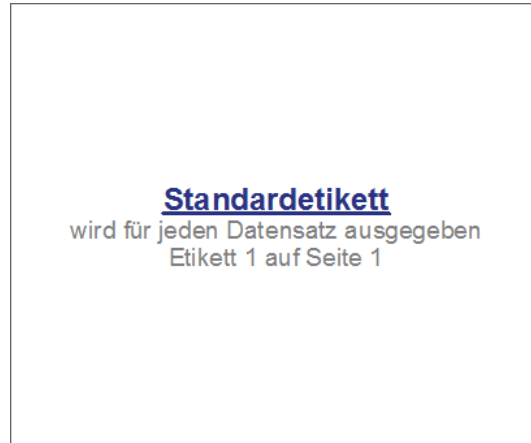 Standardetikett
wird für jeden Datensatz ausgegeben
Etikett 1 auf Seite 1